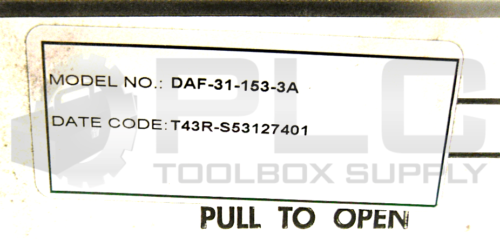 MODEL NO.: DAF-31-153-3A
DATE CODE: T43R-S53127401
PLC
TOOLBOX SUPPLY
PULL TO OPEN